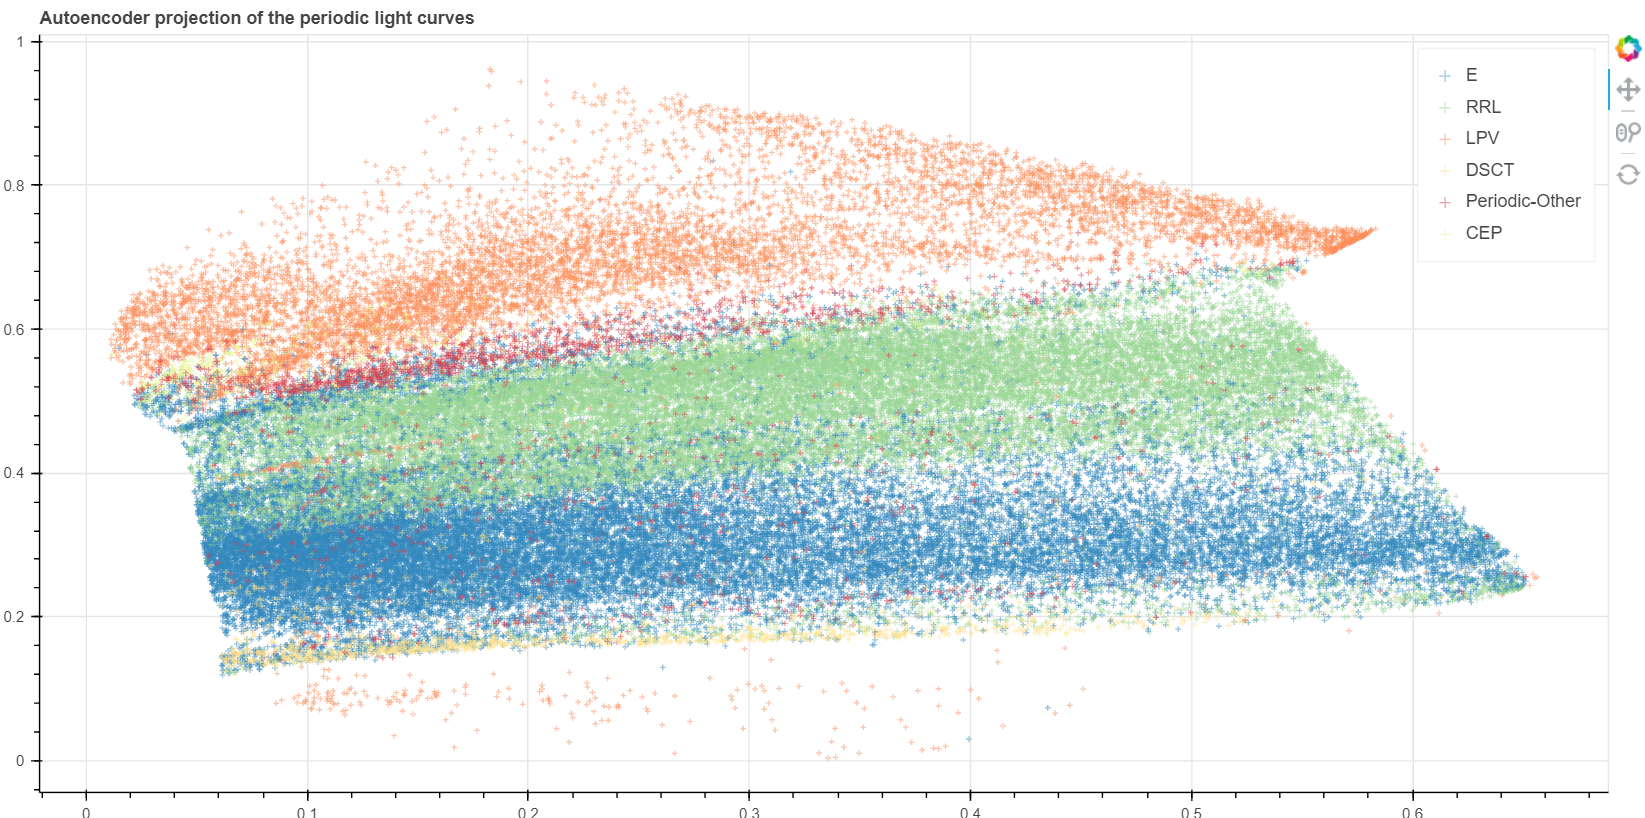 Autoencoder projection of the periodic light curves
1
0.8
0.6
0.4
0.2
0
0 0.1 0.2 0.3 0.4 0.5 0.6
E
RRL
LPV
DSCT
Periodic-Other
CEP